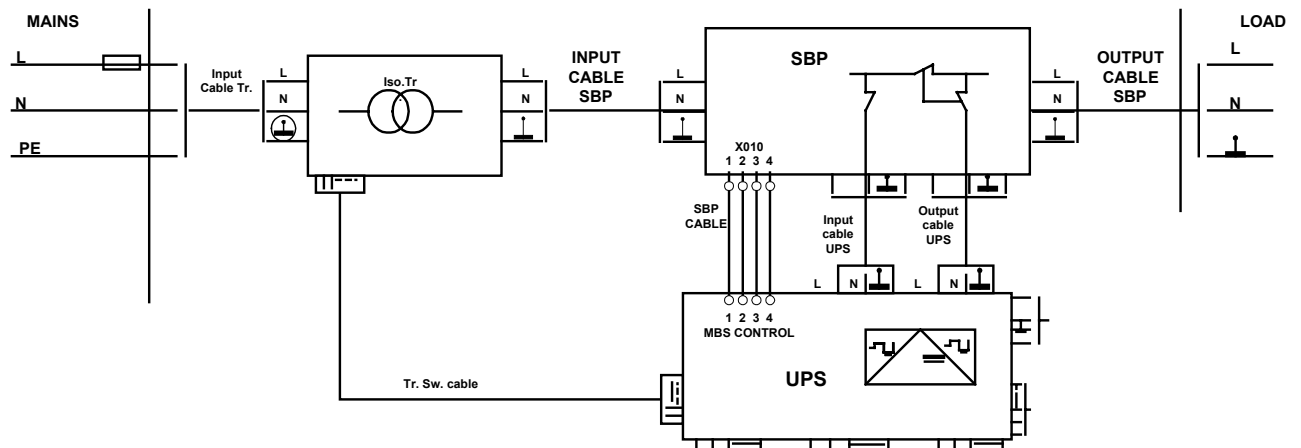 MAINS
LOAD
L
N
PE
Input
Cable Tr.
L
N
Iso.Tr
L
N
INPUT
CABLE
SBP
L
N
SBP
X010
1 2 3 4
L
N
OUTPUT
CABLE
SBP
L
N
SBP
CABLE
Input
cable
UPS
Output
cable
UPS
L N L N
1 2 3 4
MBS CONTROL
UPS
Tr. Sw. cable